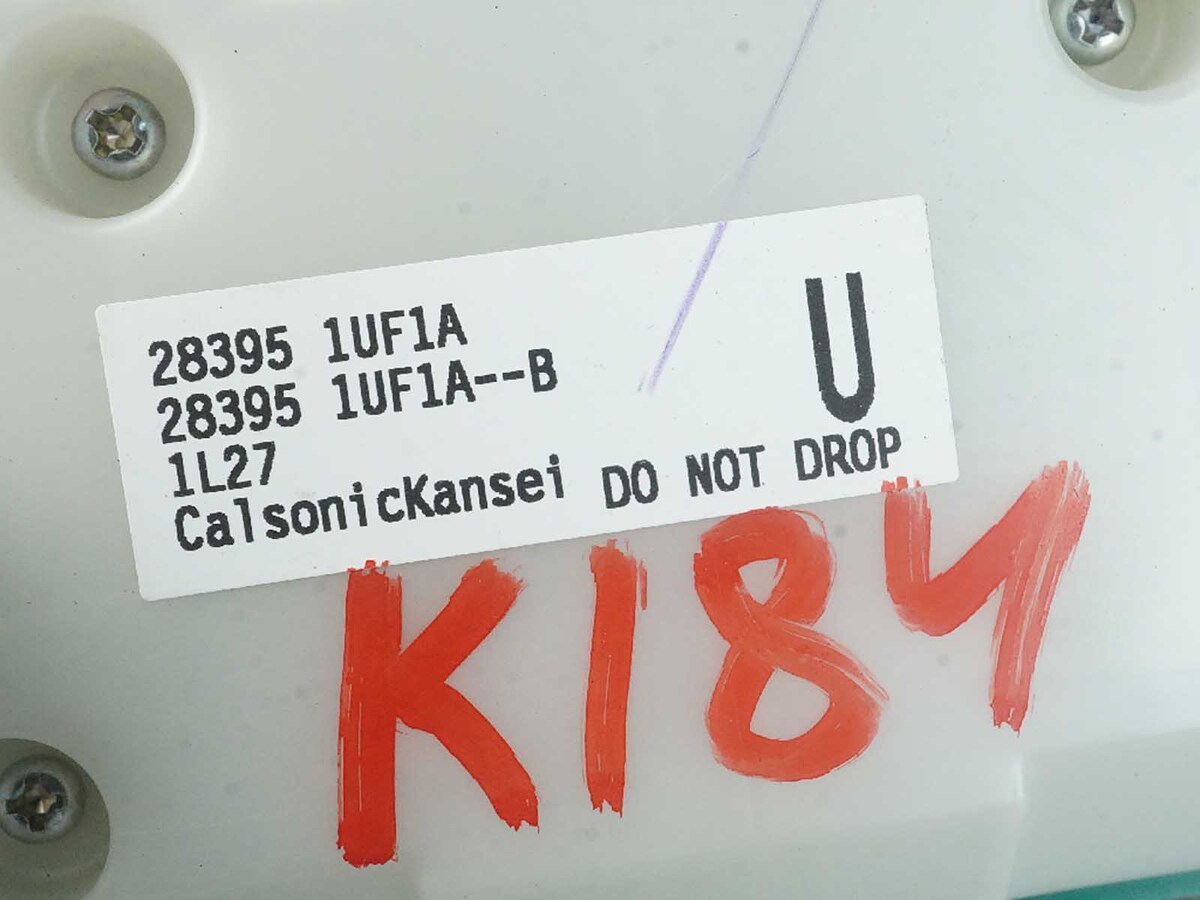 28395 1UF1A
28395 1UF1A--B
1L27
CalsonicKansei DO NOT DROP
U
K184